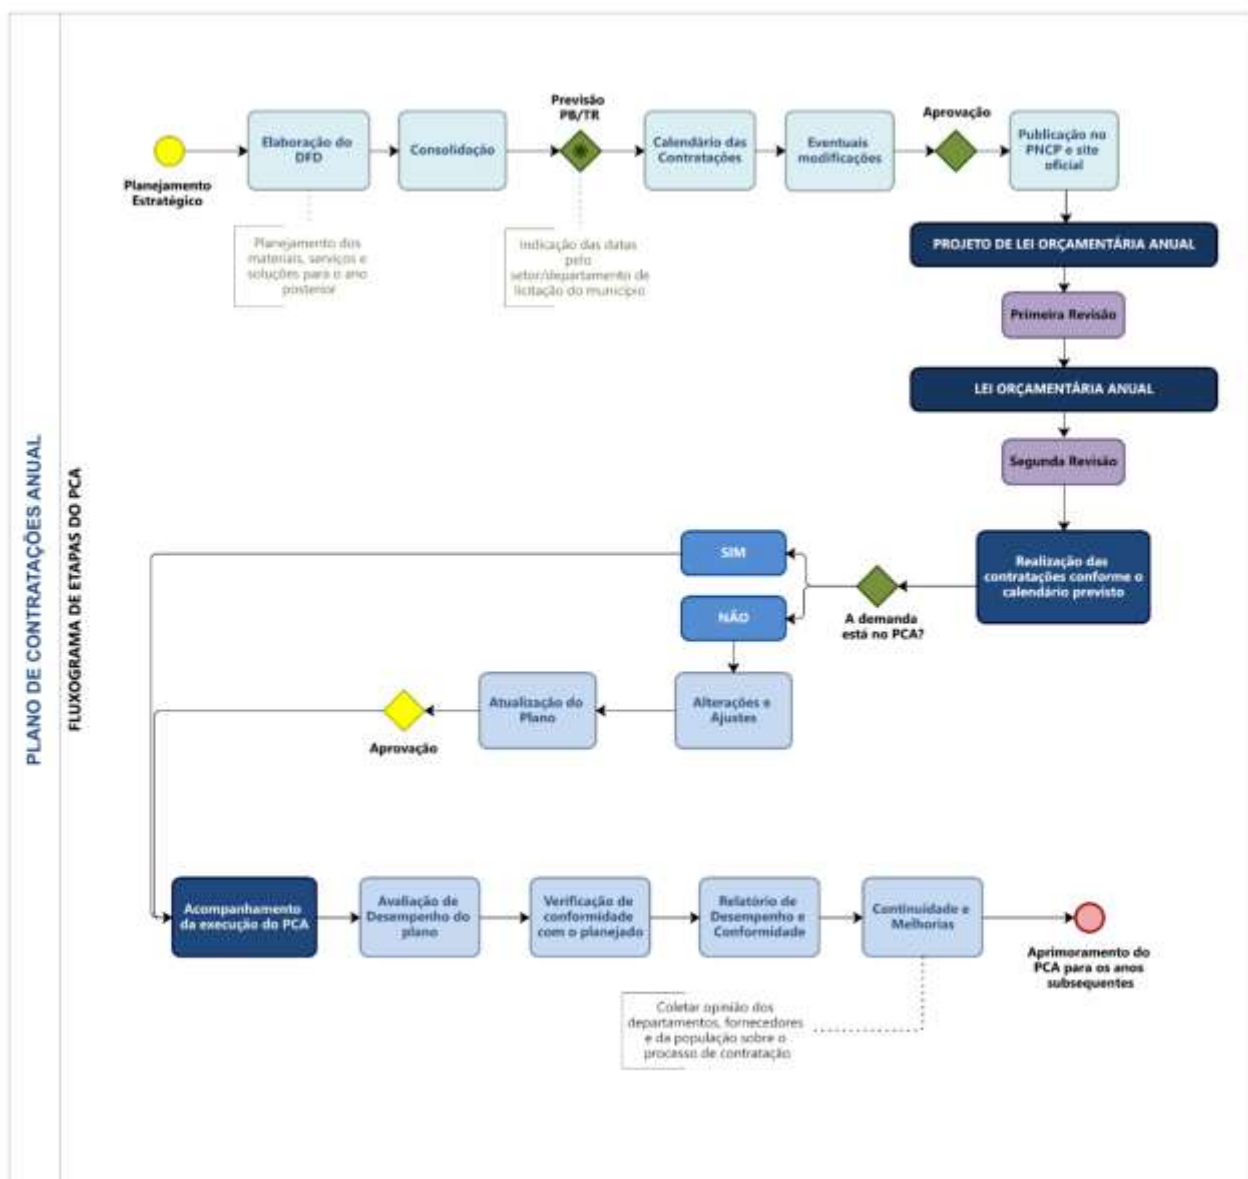 PLANO DE CONTRATAÇÕES ANUAL
FLUXOGRAMA DE ETAPAS DO PCA
Planejamento
Estratégico
Elaboração do
DFD
Planejamento dos
materiais, serviços e
soluções para o ano
posterior
Consolidação
Previsão
PB/TR
Indicação das datas
pelo
setor/departamento de
licitação do município
Calendário das
Contratações
Eventuais
modificações
Aprovação
Publicação no
PNCP e site
oficial
PROJETO DE LEI ORÇAMENTÁRIA ANUAL
Primeira Revisão
LEI ORÇAMENTÁRIA ANUAL
Segunda Revisão
Realização das
contratações conforme o
calendário previsto
A demanda
está no PCA?
SIM
NÃO
Alterações e
Ajustes
Atualização do
Plano
Aprovação
Acompanhamento
da execução do PCA
Avaliação de
Desempenho do
plano
Verificação de
conformidade
com o planejado
Relatório de
Desempenho e
Conformidade
Continuidade e
Melhorias
Coletar opinião dos
departamentos, fornecedores
e da população sobre o
processo de contratação
Aprimoramento do
PCA para os anos
subsequentes